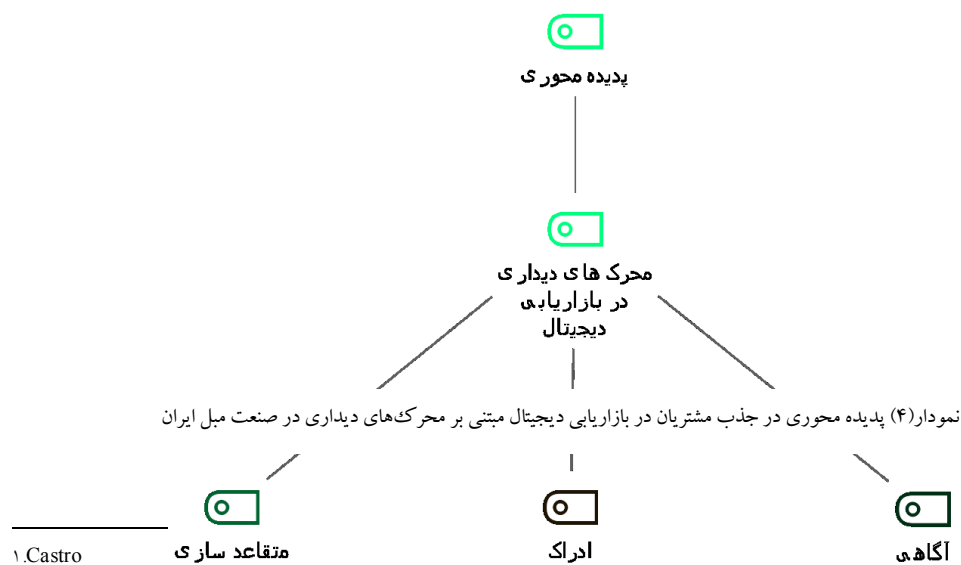 پدیده محوری
محرک های دیداری
در بازاریابی
دیجیتال
نمودار(۴) پدیده محوری در جذب مشتریان در بازاریابی دیجیتال مبتنی بر محرک‌های دیداری در صنعت مبل ایران
آگاهی
ادراک
متقاعد سازی
۱.Castro